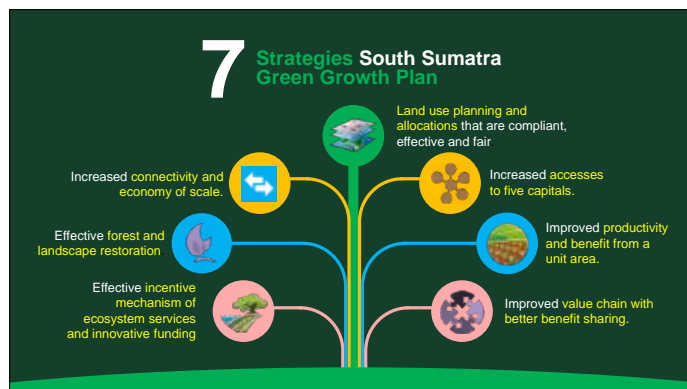 7
Strategies South Sumatra
Green Growth Plan
Land use planning and
allocations that are compliant,
effective and fair.
Increased connectivity and
economy of scale.
Increased accesses
to five capitals.
Effective forest and
landscape restoration.
Improved productivity
and benefit from a
unit area.
Effective incentive
mechanism of
ecosystem services
and innovative funding
Improved value chain with
better benefit sharing.